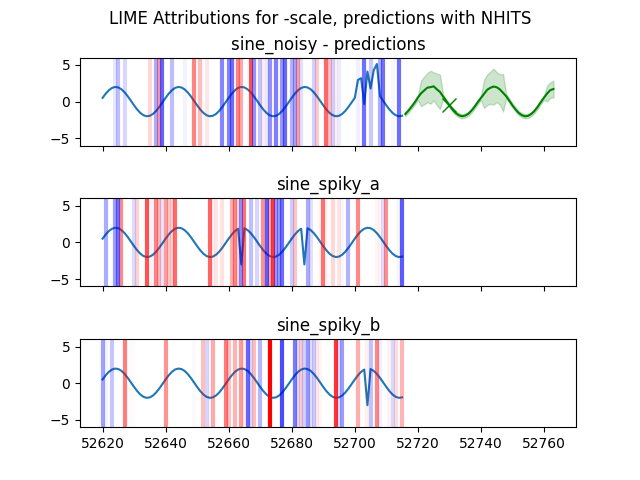 LIME Attributions for -scale, predictions with NHITS
sine_noisy - predictions
5
0
−5
sine_spiky_a
5
0
−5
sine_spiky_b
5
0
−5
52620 52640 52660 52680 52700 52720 52740 52760